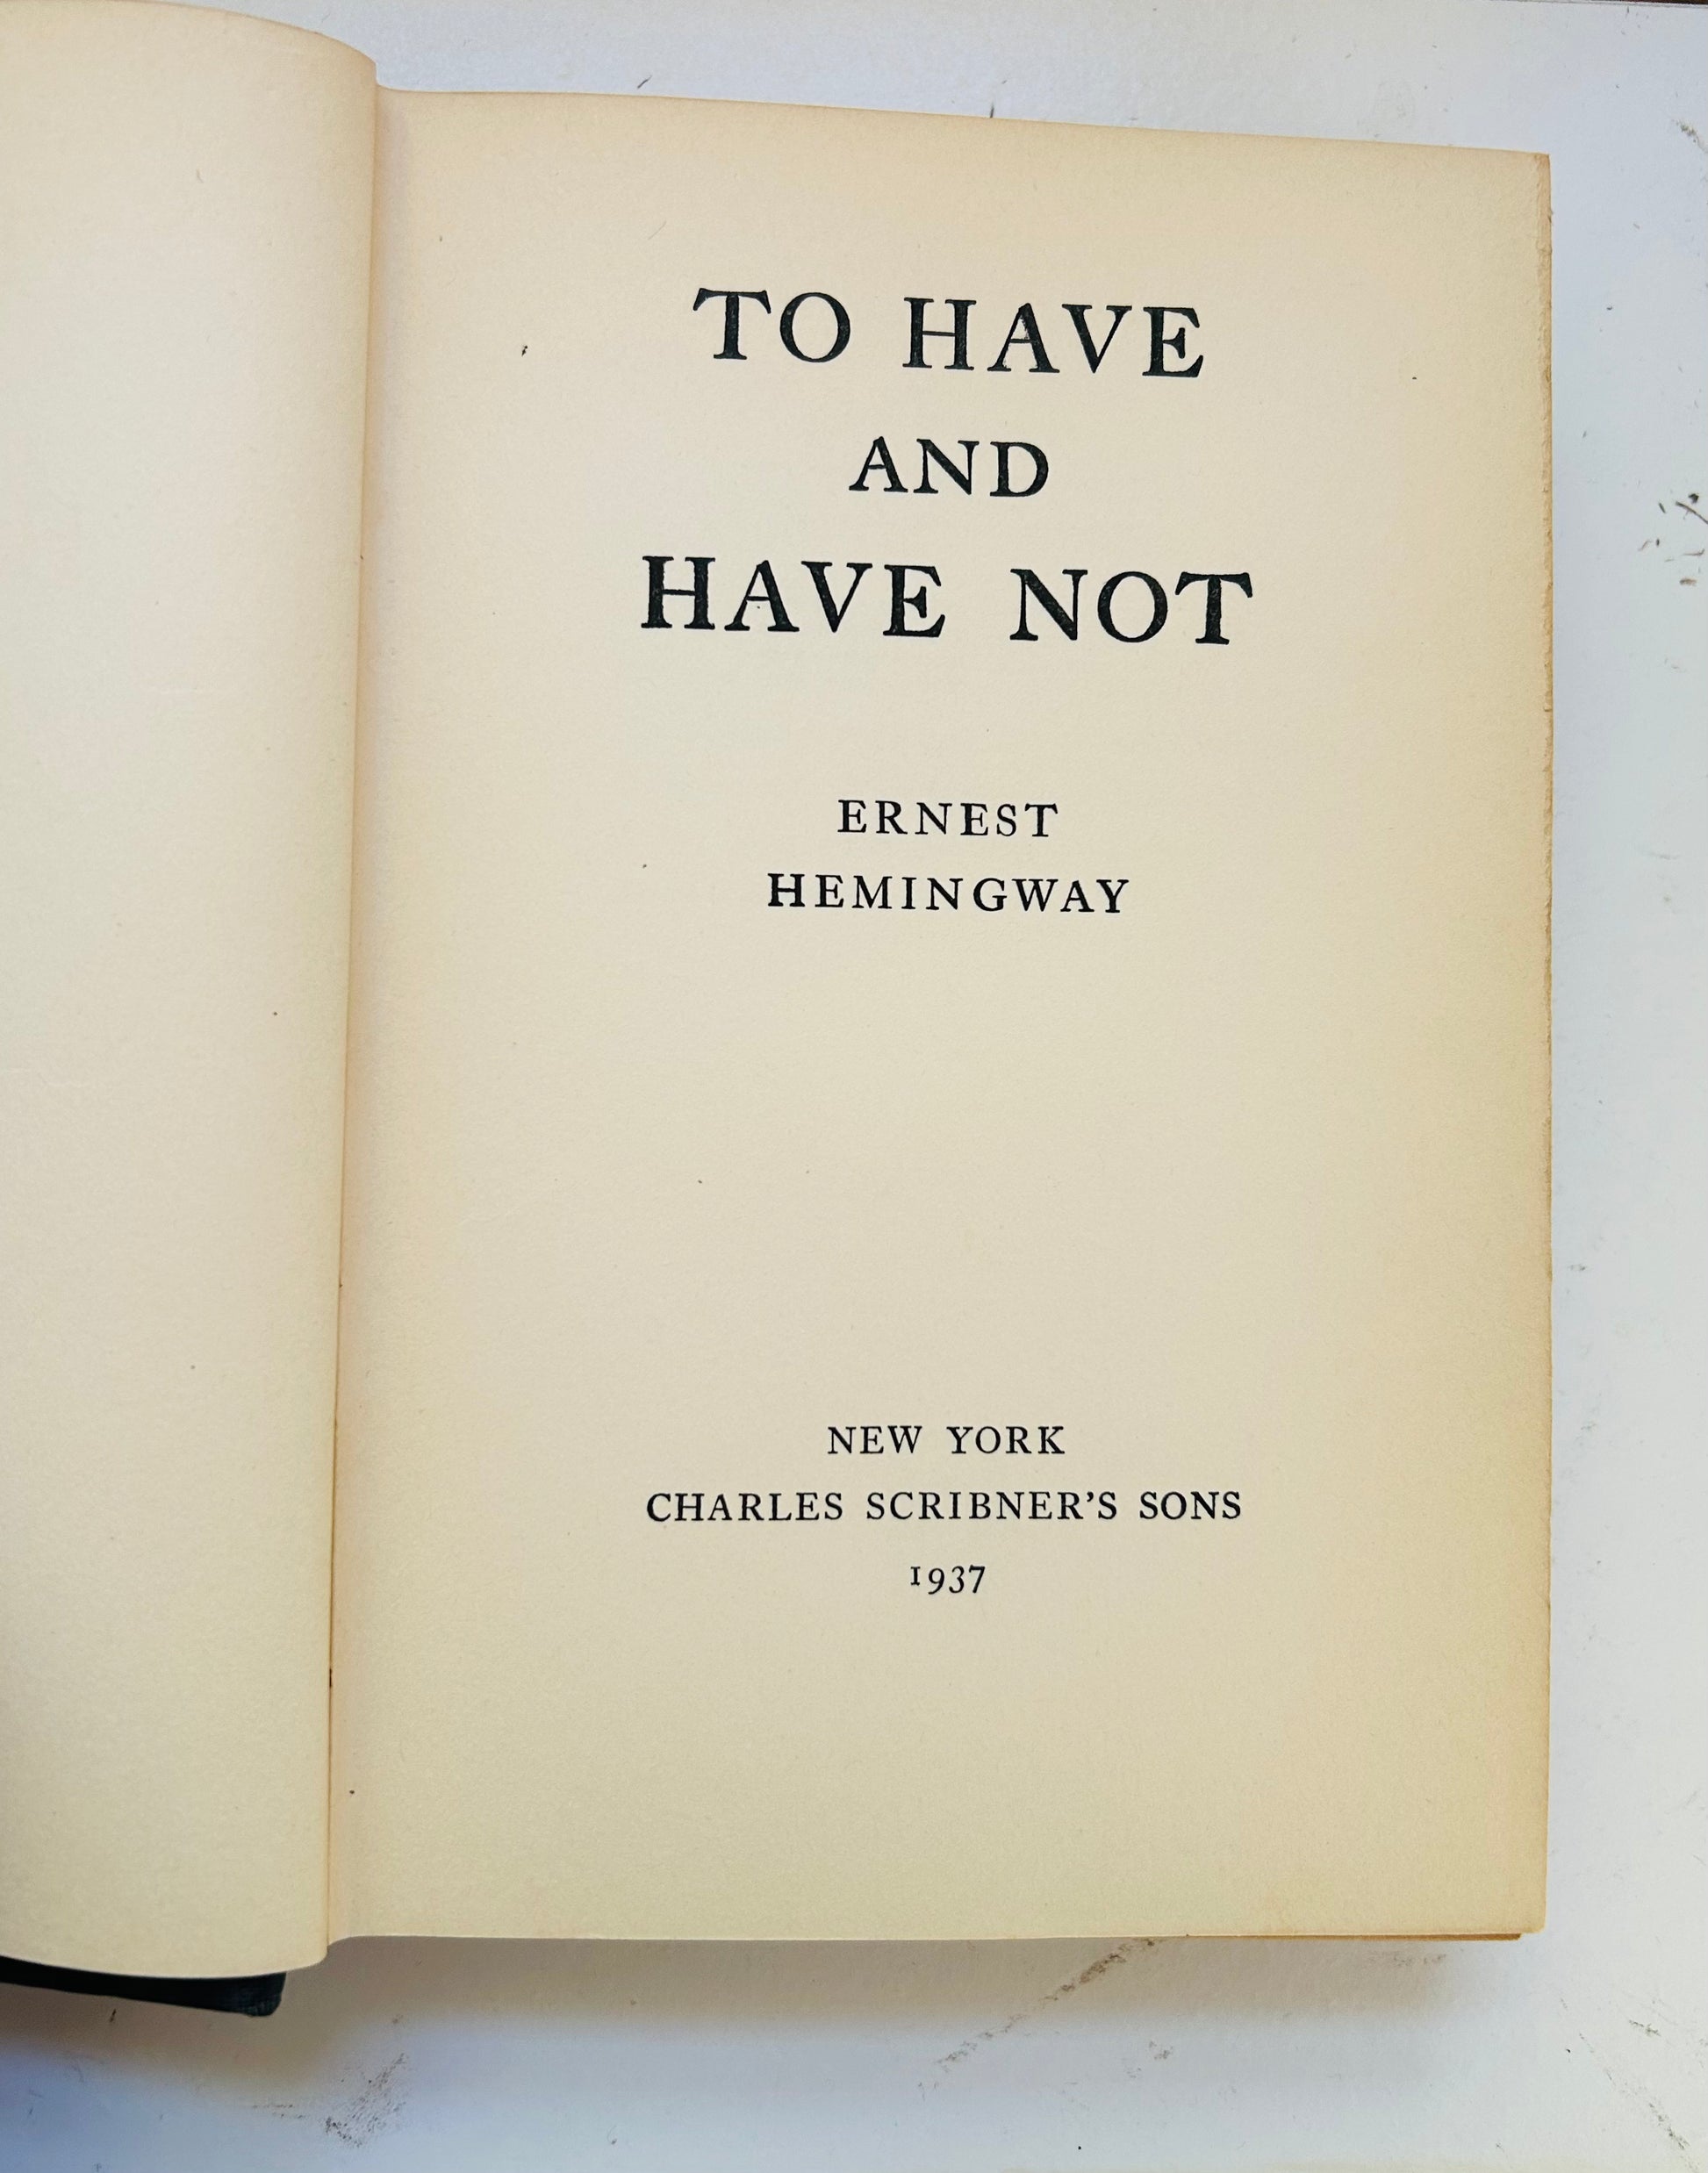 TO HAVE
AND
HAVE NOT
ERNEST
HEMINGWAY
NEW YORK
CHARLES SCRIBNER’S SONS
1937